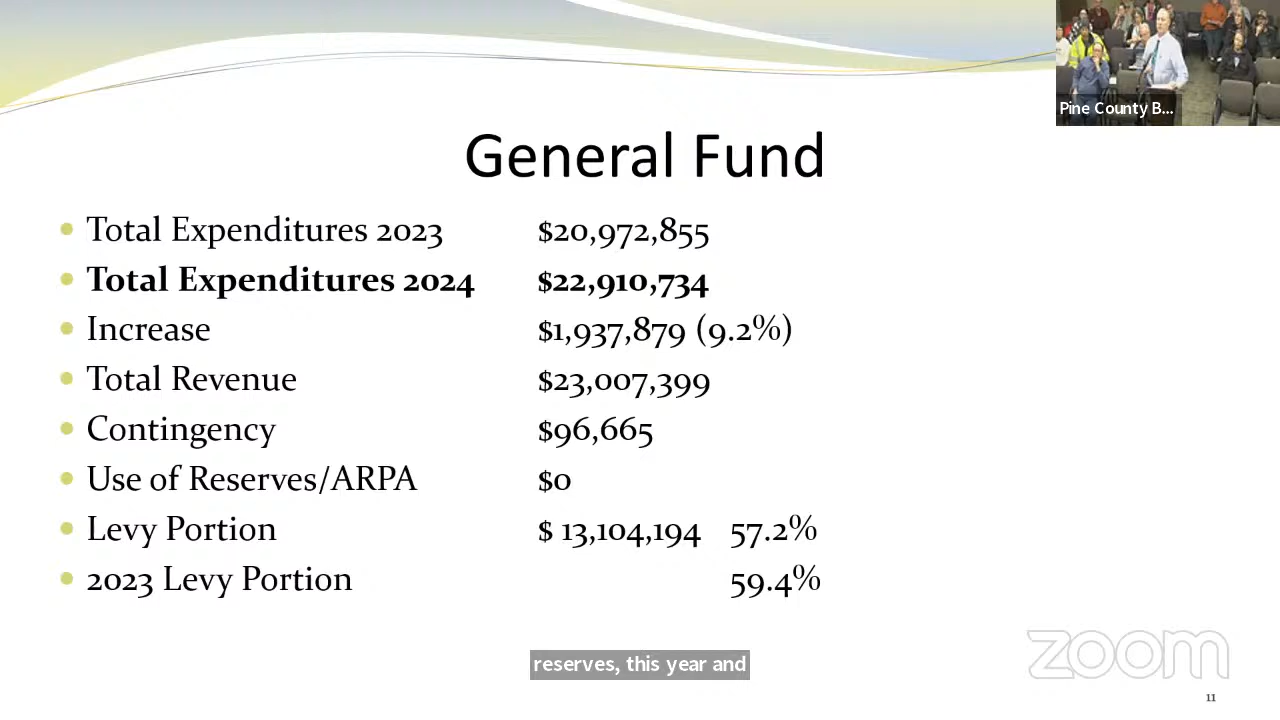 Pine County B...
General Fund
• Total Expenditures 2023 $20,972,855
• Total Expenditures 2024 $22,910,734
• Increase $1,937,879 (9.2%)
• Total Revenue $23,007,399
• Contingency $96,665
• Use of Reserves/ARPA $0
• Levy Portion $ 13,104,194 57.2%
• 2023 Levy Portion 59.4%
reserves, this year and
zoom
11